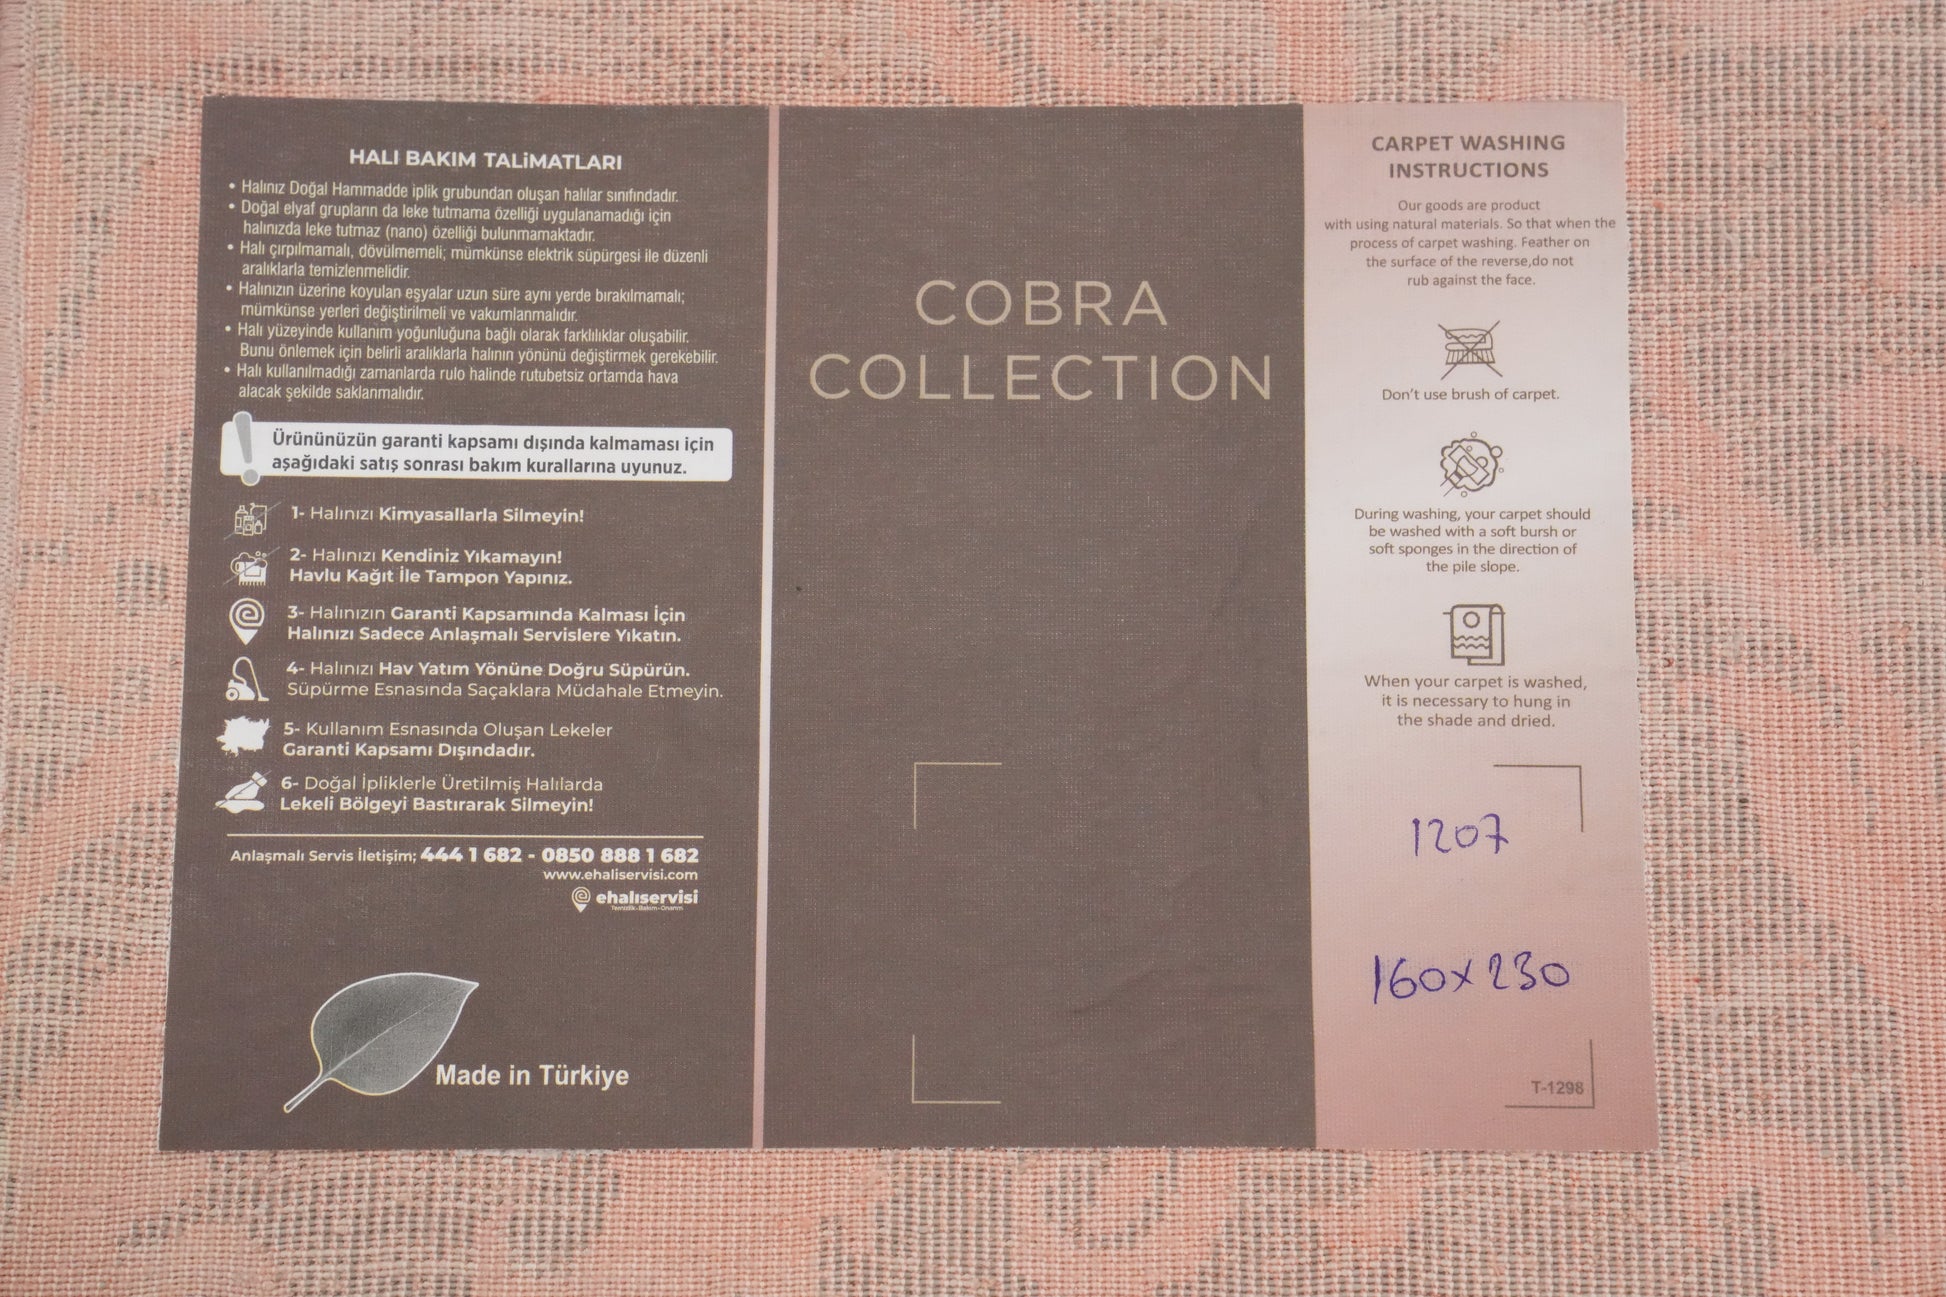 HALI BAKIM TALiMATLARI
• Halınız Doğal Hammadde iplik grubundan oluşan halılar sınıfındadır.
• Doğal elyaf grupların da leke tutmama özelliği uygulanamadığı için
halınızda leke tutmaz (nano) özelliği bulunmamaktadır.
• Halı çırpılmamalı, dövülmemeli; mümkünse elektrik süpürgesi ile düzenli
aralıklarla temizlenmelidir.
• Halınızın üzerine koyulan eşyalar uzun süre aynı yerde bırakılmamalı;
mümkünse yerleri değiştirilmeli ve vakumlanmalıdır.
• Halı yüzeyinde kullanım yoğunluğuna bağlı olarak farklılıklar oluşabilir.
Bunu önlemek için belirli aralıklarla halının yönünü değiştirmek gerekebilir.
• Halı kullanılmadığı zamanlarda rulo halinde rutubetsiz ortamda hava
alacak şekilde saklanmalıdır.
Ürününüzün garanti kapsamı dışında kalmaması için
aşağıdaki satış sonrası bakım kurallarına uyunuz.
1- Halınızı Kimyasallarla Silmeyin!
2- Halınızı Kendiniz Yıkamayın!
Havlu Kağıt İle Tampon Yapınız.
3- Halınızın Garanti Kapsamında Kalması İçin
Halınızı Sadece Anlaşmalı Servislere Yıkatın.
4- Halınızı Hav Yatım Yönüne Doğru Süpürün.
Süpürme Esnasında Saçaklara Müdahale Etmeyin.
5- Kullanım Esnasında Oluşan Lekeler
Garanti Kapsamı Dışındadır.
6- Doğal İpliklerle Üretilmiş Halılarda
Lekeli Bölgeyi Bastırarak Silmeyin!
Anlaşmalı Servis İletişim; 444 1 682 - 0850 888 1 682
www.ehaliservisi.com
ehalıservisi
Temizlik - Bakım - Onarım
Made in Türkiye
COBRA
COLLECTION
CARPET WASHING
INSTRUCTIONS
Our goods are product
with using natural materials. So that when the
process of carpet washing. Feather on
the surface of the reverse,do not
rub against the face.
Don't use brush of carpet.
During washing, your carpet should
be washed with a soft bursh or
soft sponges in the direction of
the pile slope.
When your carpet is washed,
it is necessary to hung in
the shade and dried.
1207
160x230
T-1298